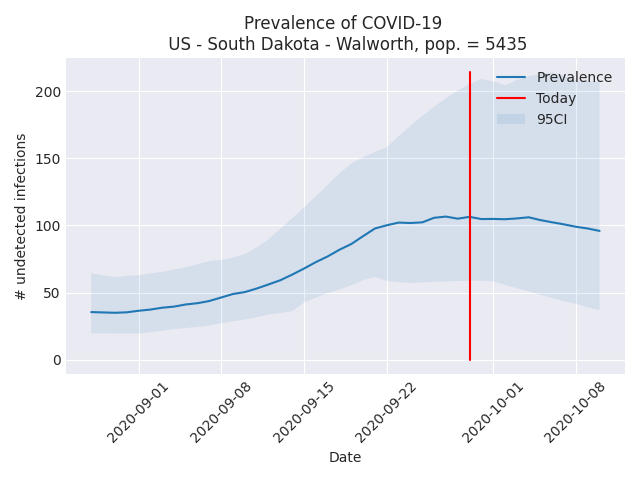 Prevalence of COVID-19
US - South Dakota - Walworth, pop. = 5435
# undetected infections
200
150
100
50
0
Prevalence
Today
95CI
2020-09-01
2020-09-08
2020-09-15
2020-09-22
2020-10-01
2020-10-08
Date